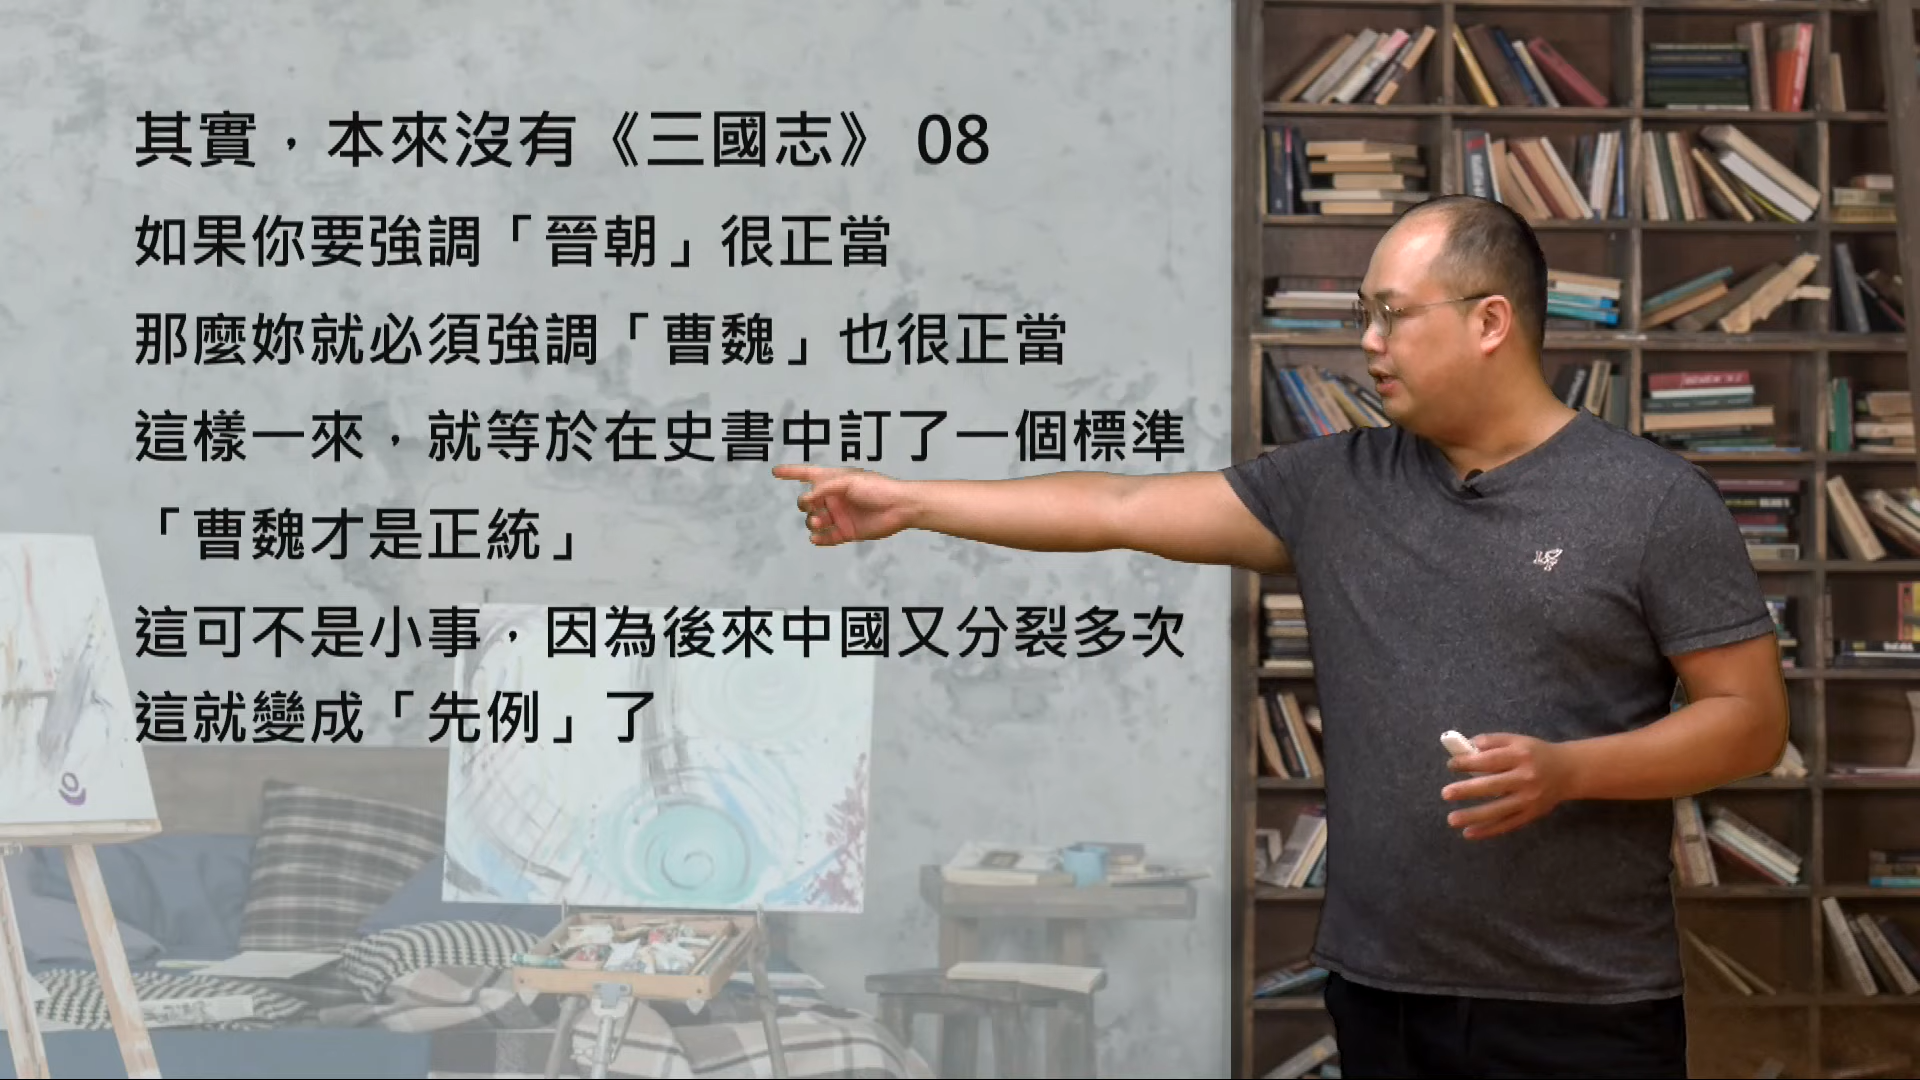 其實，本來沒有《三國志》 08
如果你要強調「晉朝」很正當
那麼妳就必須強調「曹魏」也很正當
這樣一來，就等於在史書中訂了一個標準
「曹魏才是正統」
這可不是小事，因為後來中國又分裂多次
這就變成「先例」了